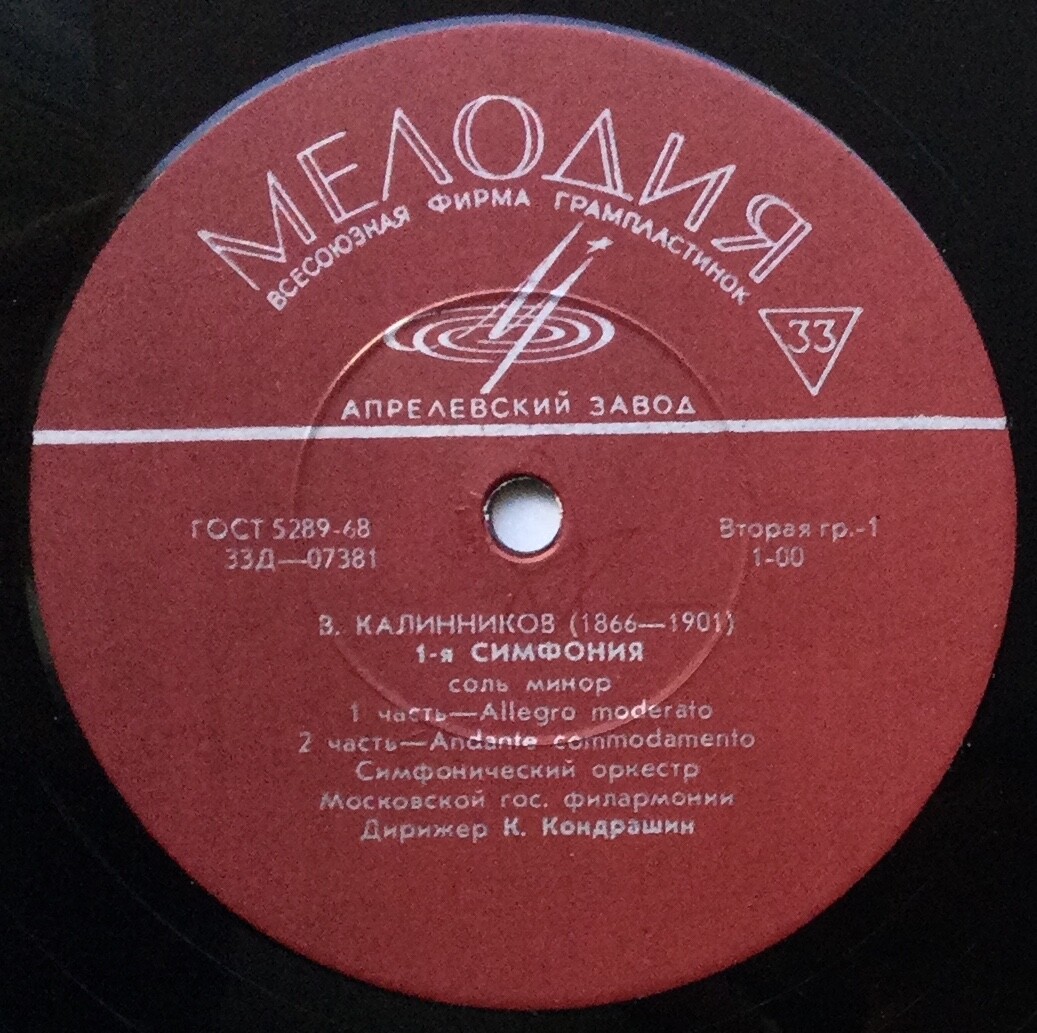 МЕЛОДИЯ
ВСЕСОЮЗНАЯ ФИРМА ГРАМПЛАСТИНОК
33
АПРЕЛЕВСКИЙ ЗАВОД
ГОСТ 5289-68
Вторая гр.-1
33Д—07381
1-00
В. КАЛИННИКОВ (1866—1901)
1-я СИМФОНИЯ
соль минор
1 часть—Allegro moderato
2 часть—Andante commodamento
Симфонический оркестр
Московской гос. филармонии
Дирижер К. Кондрашин